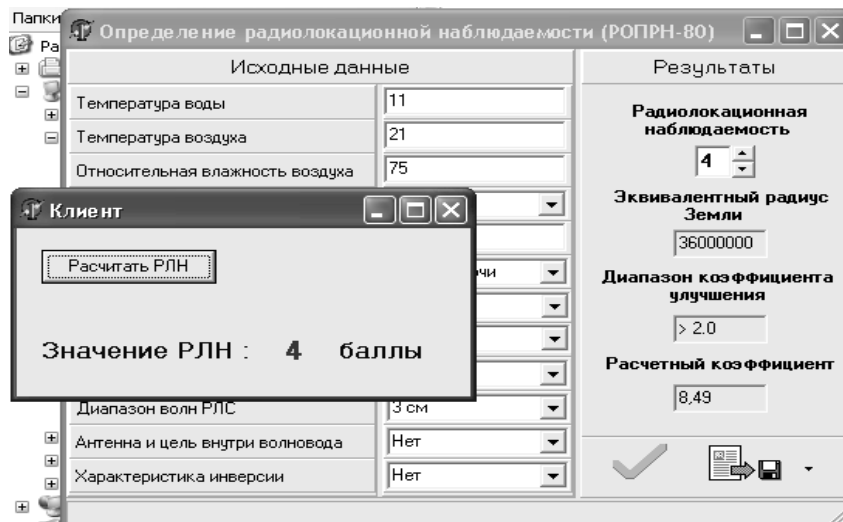 Папки
Ра
Определение радиолокационной наблюдаемости (РОПРН-80)
Исходные данные
Результаты
Температура воды
11
Температура воздуха
21
Относительная влажность воздуха
75
Радиолокационная
наблюдаемость
4
Эквивалентный радиус
Земли
36000000
Диапазон коэффициента
улучшения
> 2.0
Расчетный коэффициент
8,49
Клиент
Расчитать РЛН
Значение РЛН : 4 баллы
чи
Диапазон волн РЛС
3 см
Антенна и цель внутри волновода
Нет
Характеристика инверсии
Нет